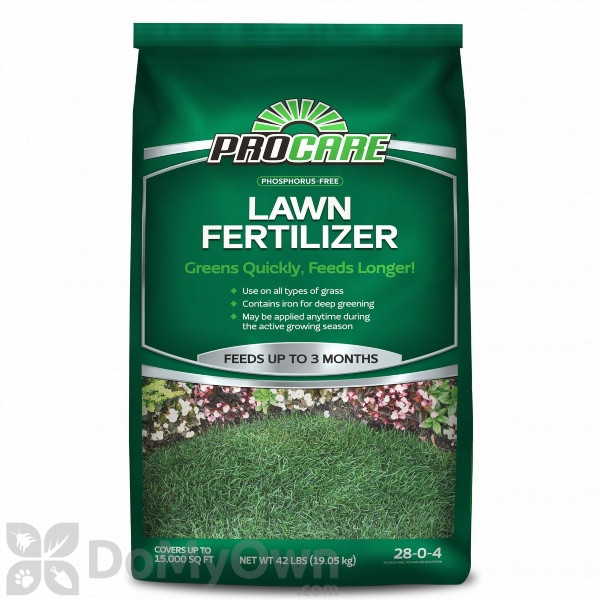 PROCARE®
PHOSPHORUS-FREE
LAWN
FERTILIZER
Greens Quickly, Feeds Longer!
Use on all types of grass
Contains iron for deep greening
May be applied anytime during
the active growing season
FEEDS UP TO 3 MONTHS
COVERS UP TO
15,000 SQ FT
NET WT 42 LBS (19.05 kg)
28-0-4
DoMyOwn.com